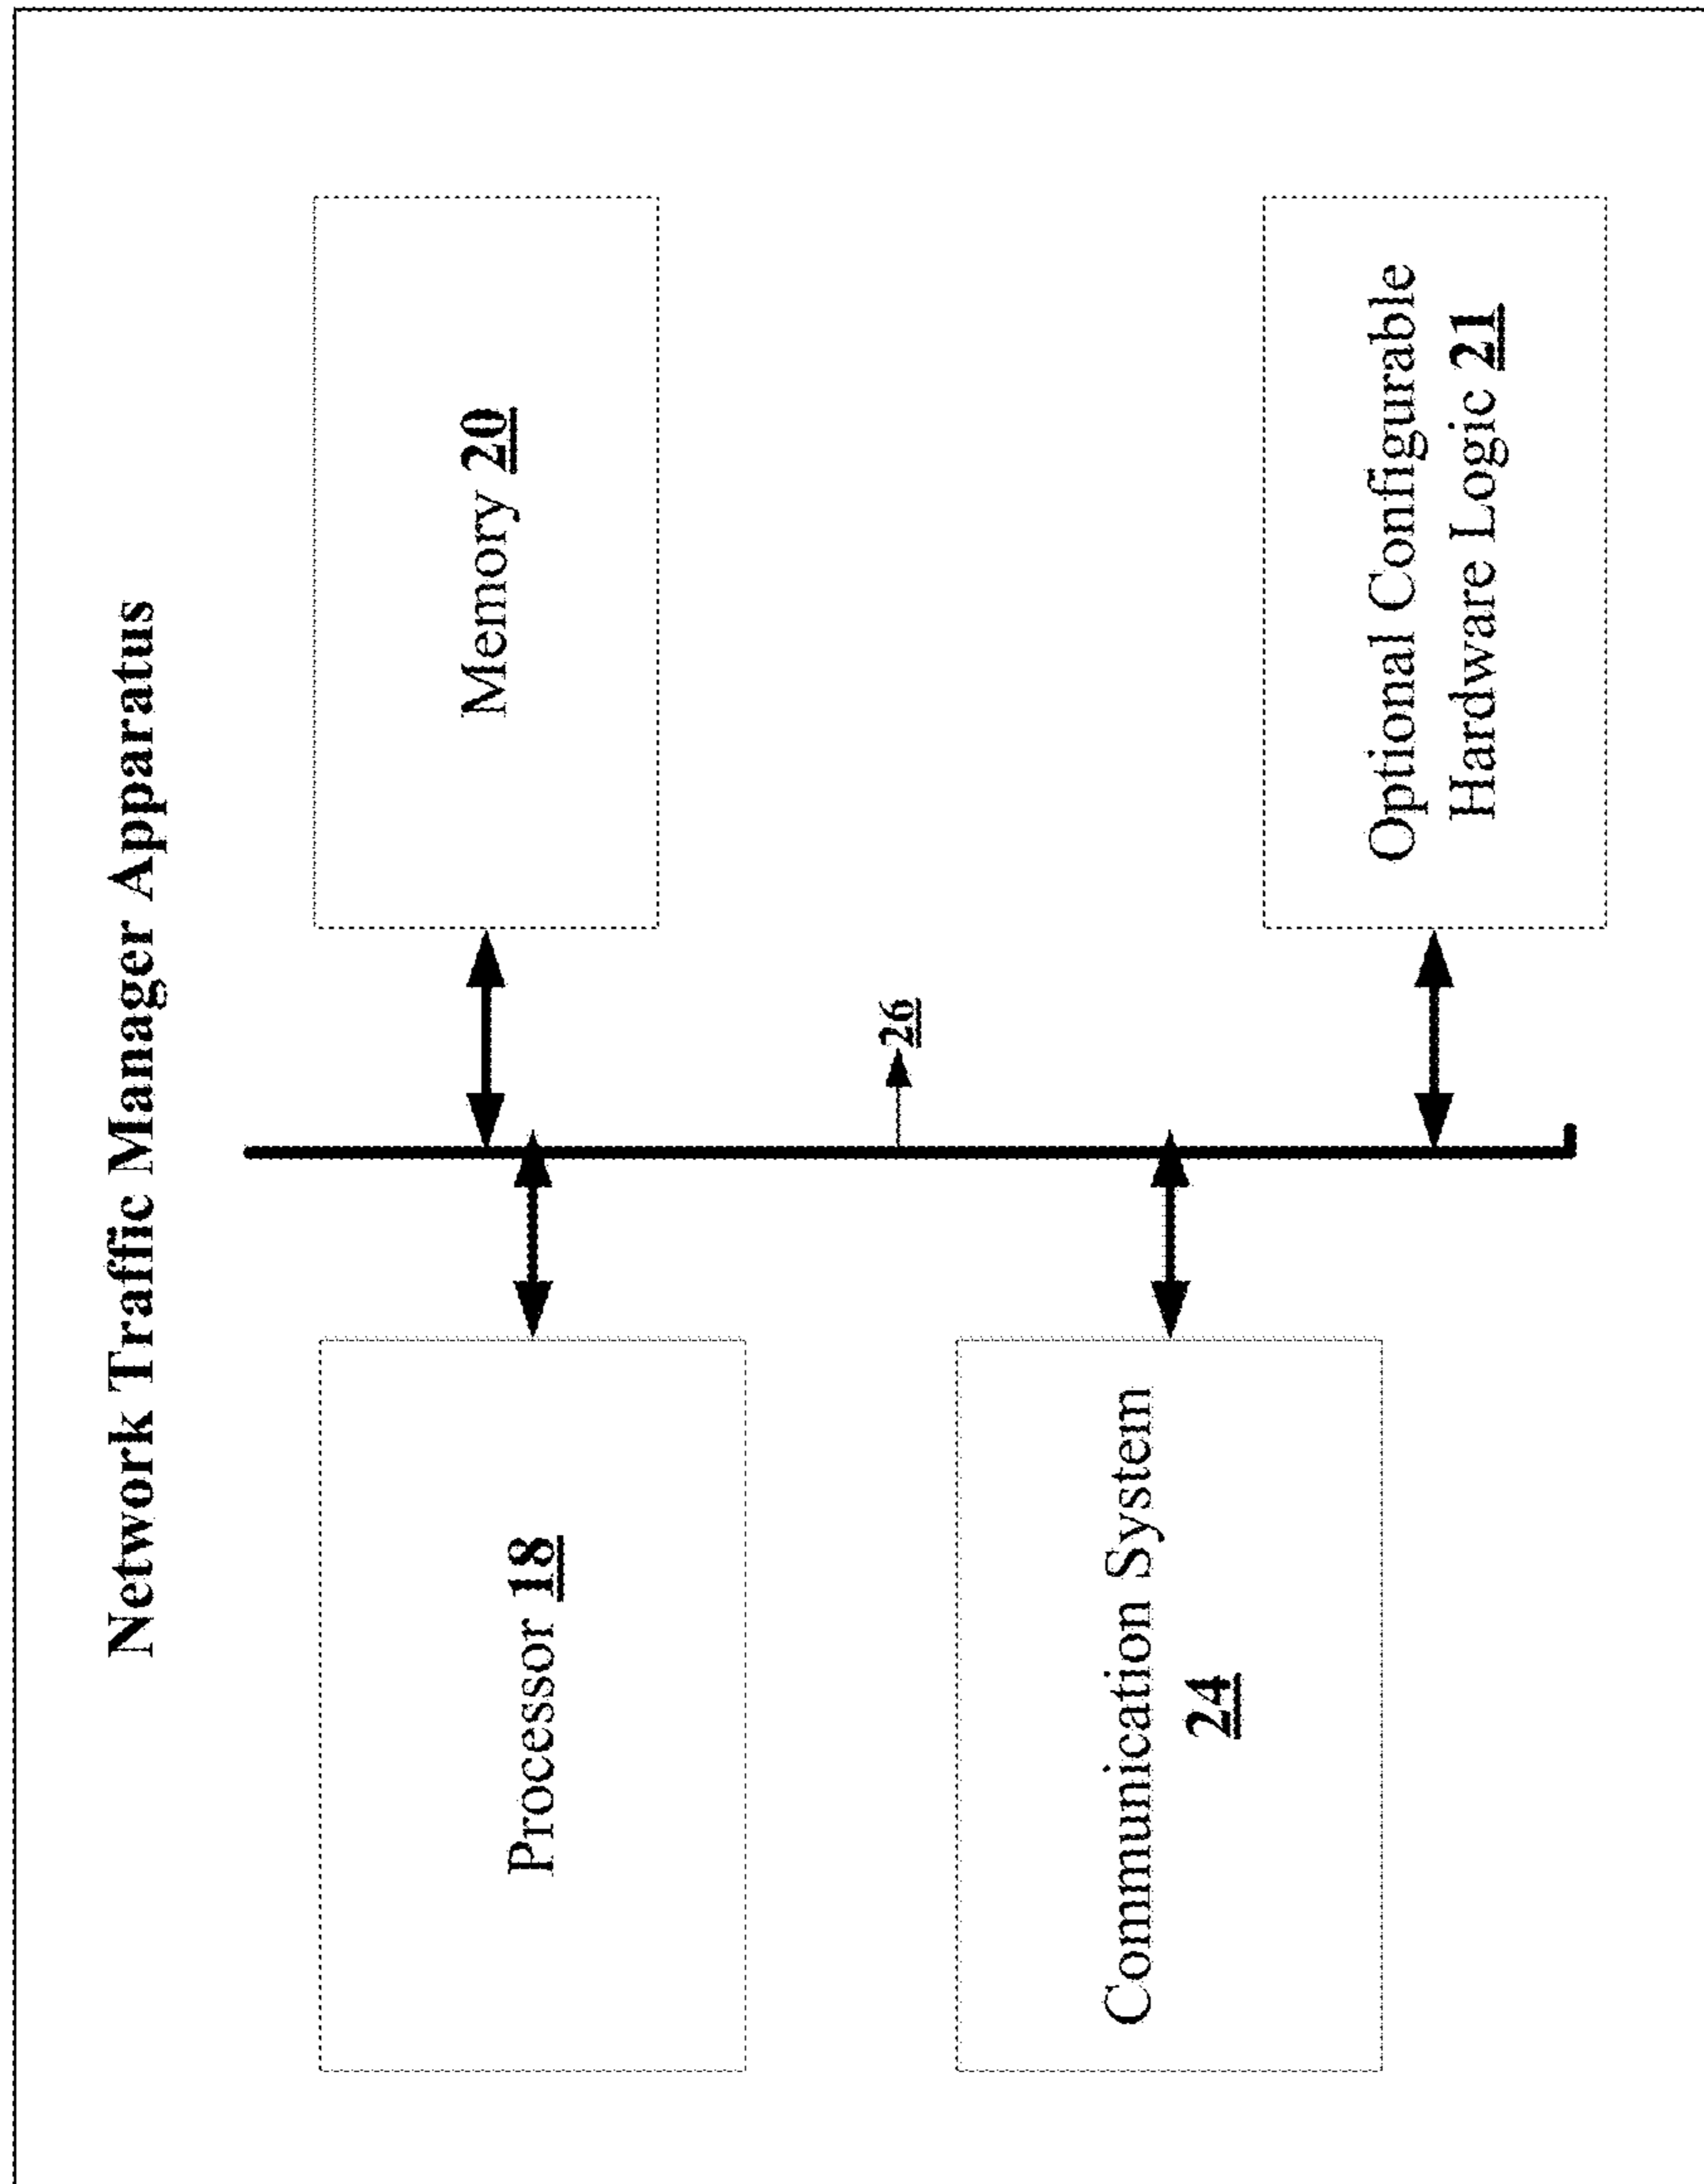 Network Traffic Manager Apparatus
Processor 18
Memory 20
26
Communication System
24
Optional Configurable
Hardware Logic 21